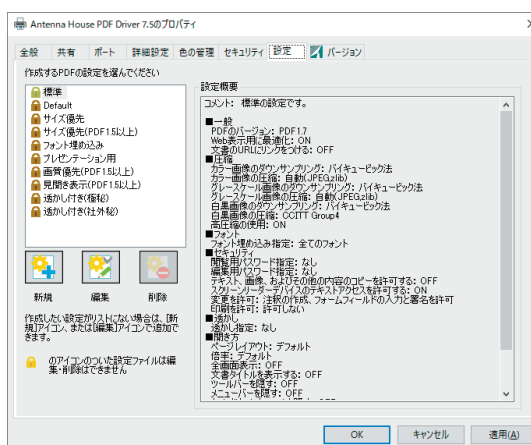 Antenna House PDF Driver 7.5のプロパティ
全般 共有 ポート 詳細設定 色の管理 セキュリティ 設定 バージョン
作成するPDFの設定を選んでください
標準
Default
サイズ優先
サイズ優先(PDF1.5以上)
フォント埋め込み
プレゼンテーション用
画質優先(PDF1.5以上)
見開き表示(PDF1.5以上)
透かし付き(極秘)
透かし付き(社外秘)
新規 編集 削除
作成したい設定がリストにない場合は、[新
規]アイコン、または[編集]アイコンで追加で
きます。
のアイコンのついた設定ファイルは編
集・削除はできません
設定概要
コメント: 標準の設定です。
■一般
PDFのバージョン: PDF1.7
Web表示用に最適化: ON
文書のURLにリンクをつける: OFF
■圧縮
カラー画像のダウンサンプリング: バイキュービック法
カラー画像の圧縮: 自動(JPEG,zlib)
グレースケール画像のダウンサンプリング: バイキュービック法
グレースケール画像の圧縮: 自動(JPEG,zlib)
白黒画像のダウンサンプリング: バイキュービック法
白黒画像の圧縮: CCITT Group4
高圧縮の使用: ON
■フォント
フォント埋め込み指定: 全てのフォント
■セキュリティ
閲覧用パスワード指定: なし
編集用パスワード指定: なし
テキスト、画像、およびその他の内容のコピーを許可する: OFF
スクリーンリーダーデバイスのテキストアクセスを許可する: ON
変更を許可: 注釈の作成、フォームフィールドの入力と署名を許可
印刷を許可: 許可しない
■透かし
透かし指定: なし
■開き方
ページレイアウト: デフォルト
倍率: デフォルト
全画面表示: OFF
文書タイトルを表示する: OFF
ツールバーを隠す: OFF
メニューバーを隠す: OFF
OK キャンセル 適用(A)